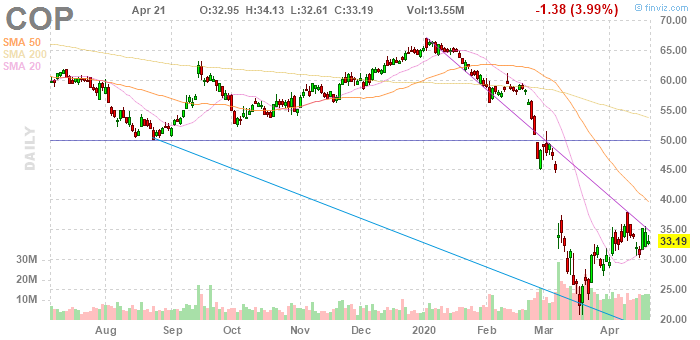 COP
Apr 21 O:32.95 H:34.13 L:32.61 C:33.19 Vol:13.55M -1.38 (3.99%)
© finviz.com
SMA 50
SMA 200
SMA 20
DAILY
70.00
65.00
60.00
55.00
50.00
45.00
40.00
35.00
33.19
30.00
25.00
20.00
30M
20M
10M
Aug Sep Oct Nov Dec 2020 Feb Mar Apr